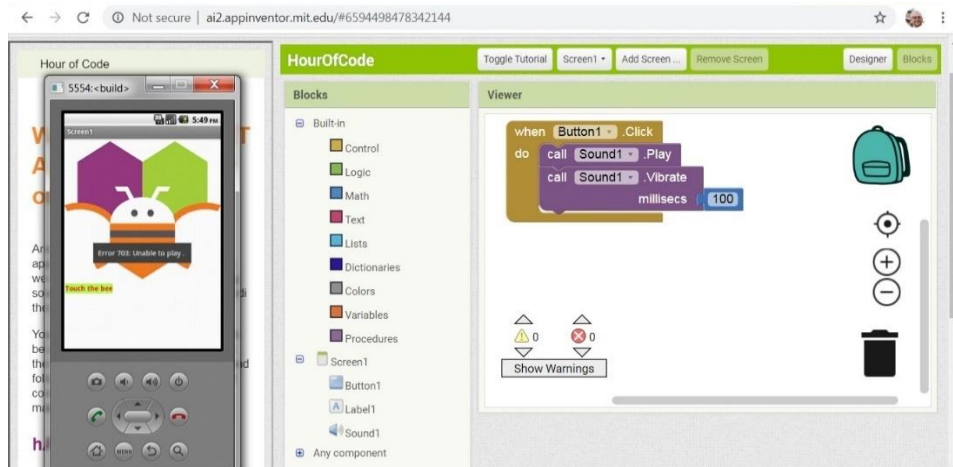 Not secure | ai2.appinventor.mit.edu/#6594498478342144
Hour of Code
5554:<build>
5:49 PM
Screen1
Error 703: Unable to play .
Touch the bee
MENU
HourOfCode
Toggle Tutorial
Screen1
Add Screen ...
Remove Screen
Designer
Blocks
Blocks
Built-in
Control
Logic
Math
Text
Lists
Dictionaries
Colors
Variables
Procedures
Screen1
Button1
A Label1
Sound1
Any component
Viewer
when Button1 .Click
do call Sound1 .Play
call Sound1 .Vibrate
millisecs 100
0 0
Show Warnings